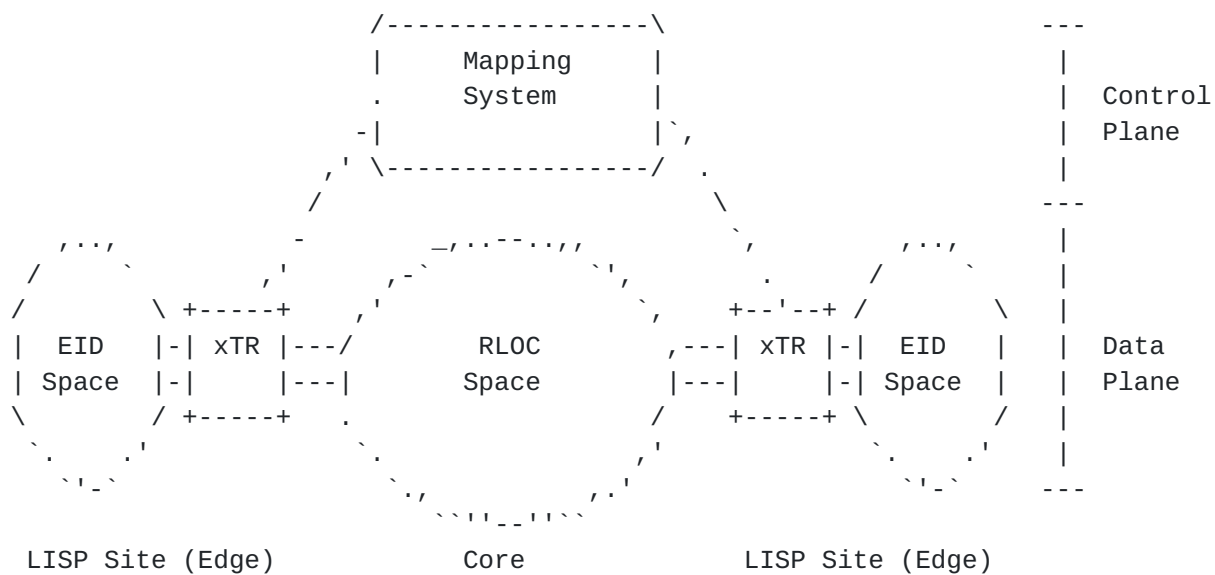 Mapping
System
Control
Plane
EID
Space
xTR
RLOC
Space
xTR
EID
Space
Data
Plane
LISP Site (Edge)
Core
LISP Site (Edge)